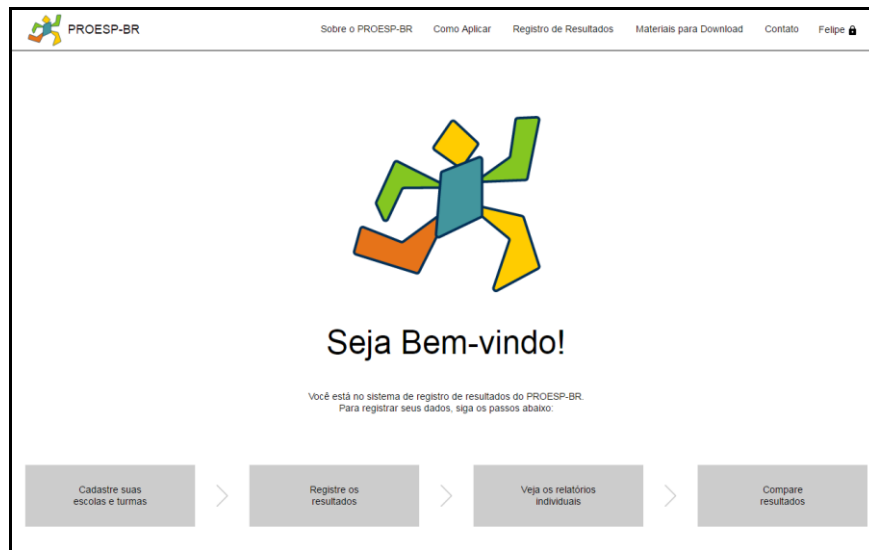 PROESP-BR
Sobre o PROESP-BR
Como Aplicar
Registro de Resultados
Materiais para Download
Contato
Felipe
Seja Bem-vindo!
Você está no sistema de registro de resultados do PROESP-BR.
Para registrar seus dados, siga os passos abaixo:
Cadastre suas
escolas e turmas
Registre os
resultados
Veja os relatórios
individuais
Compare
resultados